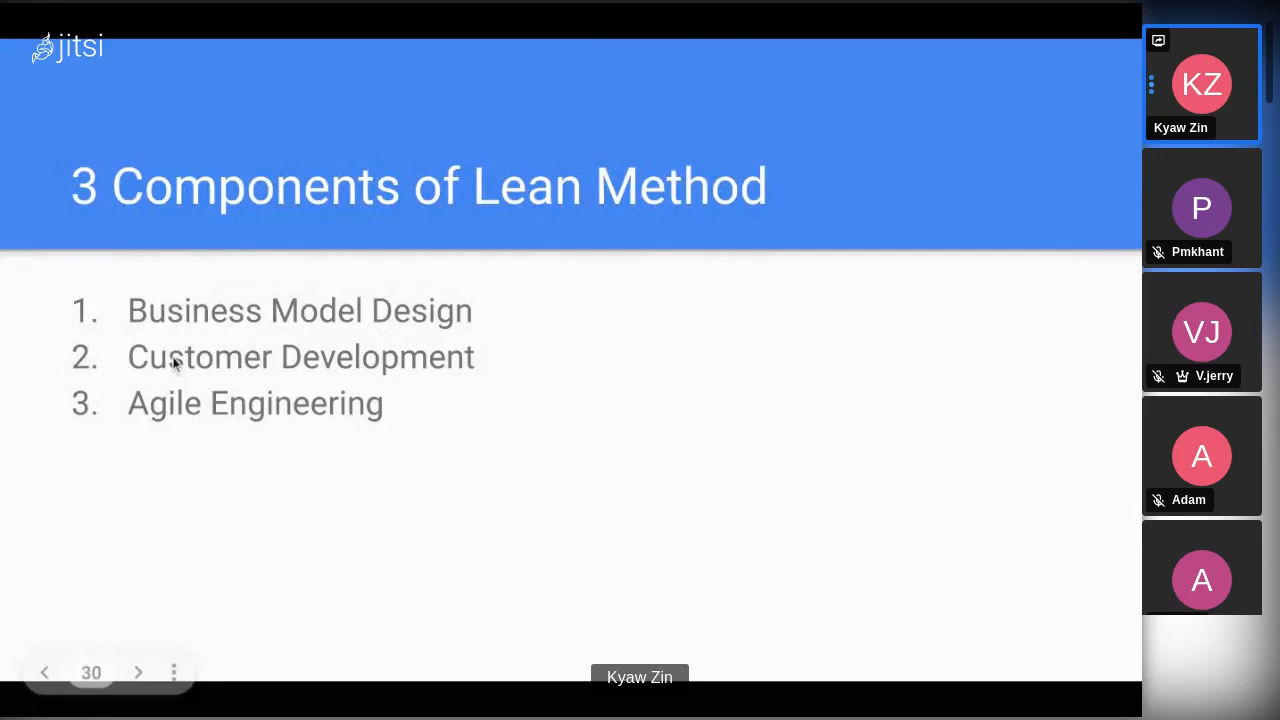 jitsi
3 Components of Lean Method
1. Business Model Design
2. Customer Development
3. Agile Engineering
30
Kyaw Zin
KZ
Kyaw Zin
P
Pmkhant
VJ
V.jerry
A
Adam
A